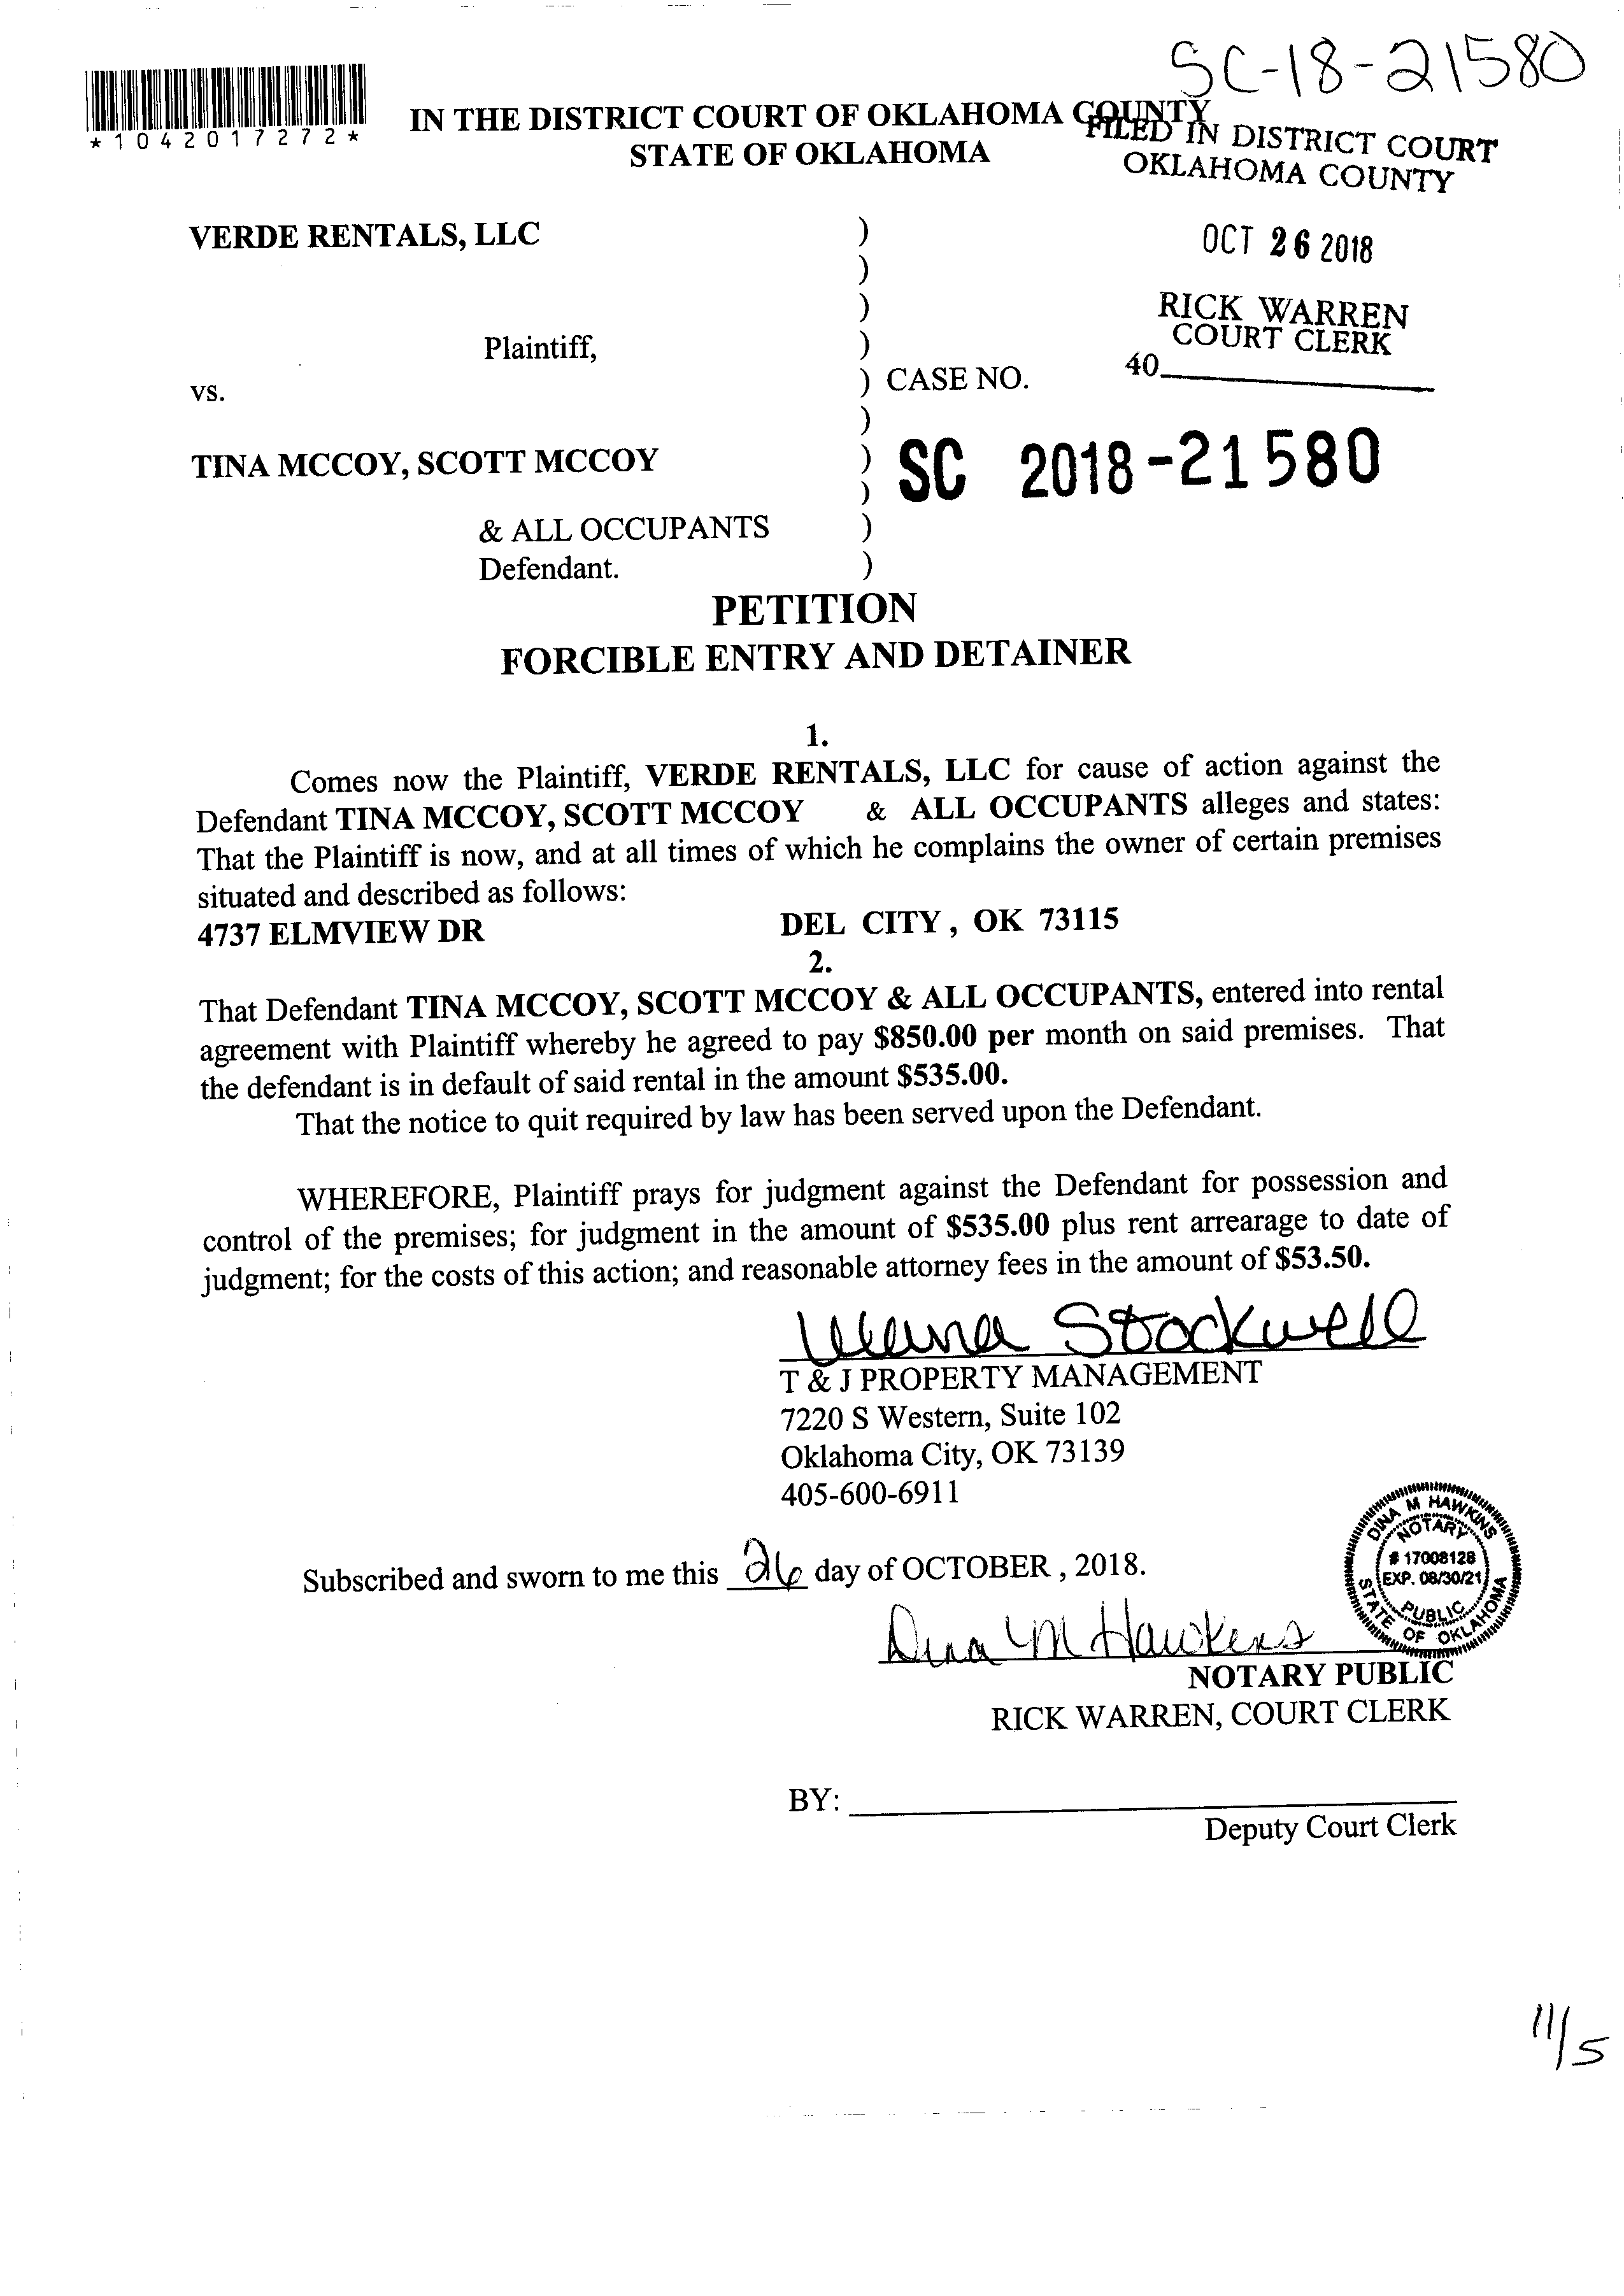 SC-18-21580
*1042017272*
IN THE DISTRICT COURT OF OKLAHOMA COUNTY
STATE OF OKLAHOMA
FILED IN DISTRICT COURT
OKLAHOMA COUNTY
VERDE RENTALS, LLC )
OCT 26 2018
)
)
RICK WARREN
COURT CLERK
Plaintiff, )
40
vs. ) CASE NO.
)
TINA MCCOY, SCOTT MCCOY )
SC 2018-21580
)
& ALL OCCUPANTS )
Defendant. )
PETITION
FORCIBLE ENTRY AND DETAINER
1.
Comes now the Plaintiff, VERDE RENTALS, LLC for cause of action against the
Defendant TINA MCCOY, SCOTT MCCOY & ALL OCCUPANTS alleges and states:
That the Plaintiff is now, and at all times of which he complains the owner of certain premises
situated and described as follows:
4737 ELMVIEW DR DEL CITY , OK 73115
2.
That Defendant TINA MCCOY, SCOTT MCCOY & ALL OCCUPANTS, entered into rental
agreement with Plaintiff whereby he agreed to pay $850.00 per month on said premises. That
the defendant is in default of said rental in the amount $535.00.
That the notice to quit required by law has been served upon the Defendant.
WHEREFORE, Plaintiff prays for judgment against the Defendant for possession and
control of the premises; for judgment in the amount of $535.00 plus rent arrearage to date of
judgment; for the costs of this action; and reasonable attorney fees in the amount of $53.50.
Stockwell
T & J PROPERTY MANAGEMENT
7220 S Western, Suite 102
Oklahoma City, OK 73139
405-600-6911
DINA M HAWKINS
NOTARY
# 17008128
EXP. 08/30/21
PUBLIC
STATE OF OKLAHOMA
Subscribed and sworn to me this 26 day of OCTOBER , 2018.
Dina M Hawkins
NOTARY PUBLIC
RICK WARREN, COURT CLERK
BY:
Deputy Court Clerk
11/5